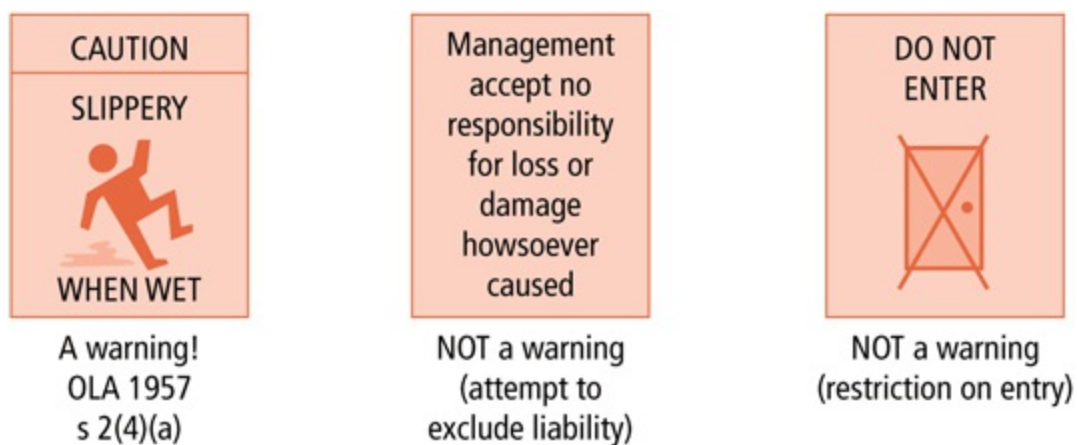 CAUTION
SLIPPERY
WHEN WET
A warning!
OLA 1957
s 2(4)(a)
Management
accept no
responsibility
for loss or
damage
howsoever
caused
NOT a warning
(attempt to
exclude liability)
DO NOT
ENTER
NOT a warning
(restriction on entry)